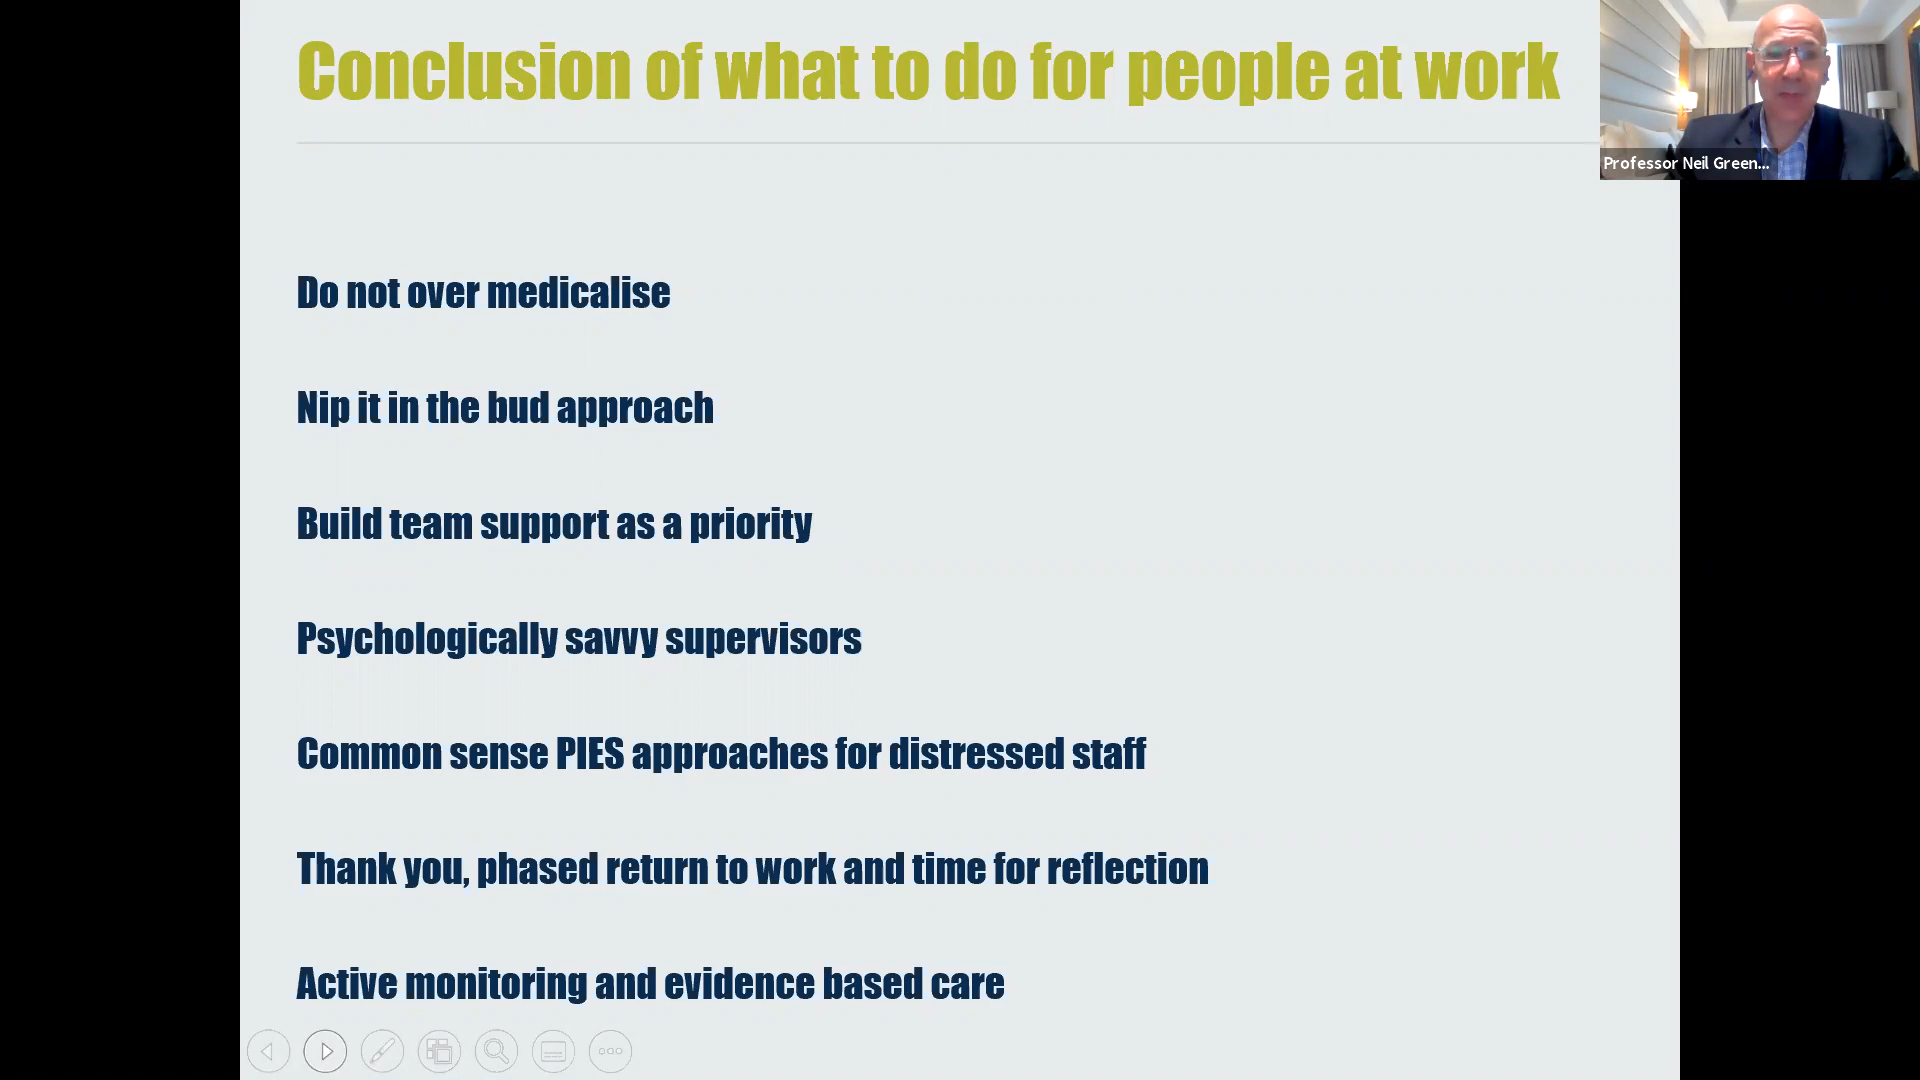 Conclusion of what to do for people at work
Professor Neil Green...
Do not over medicalise
Nip it in the bud approach
Build team support as a priority
Psychologically savvy supervisors
Common sense PIES approaches for distressed staff
Thank you, phased return to work and time for reflection
Active monitoring and evidence based care